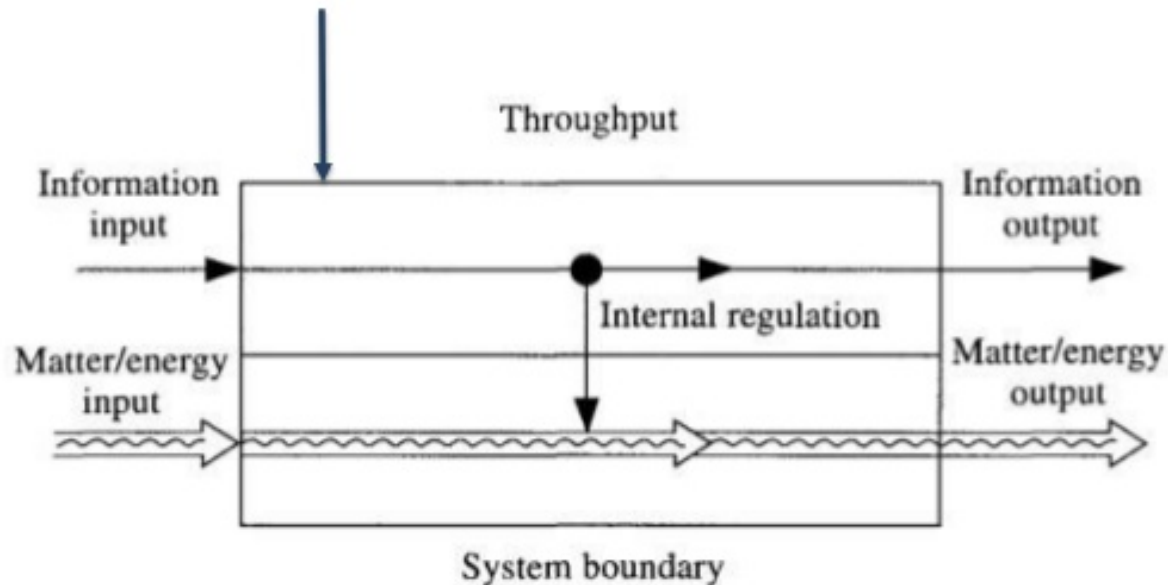 Throughput
Information
input
Information
output
Internal regulation
Matter/energy
input
Matter/energy
output
System boundary